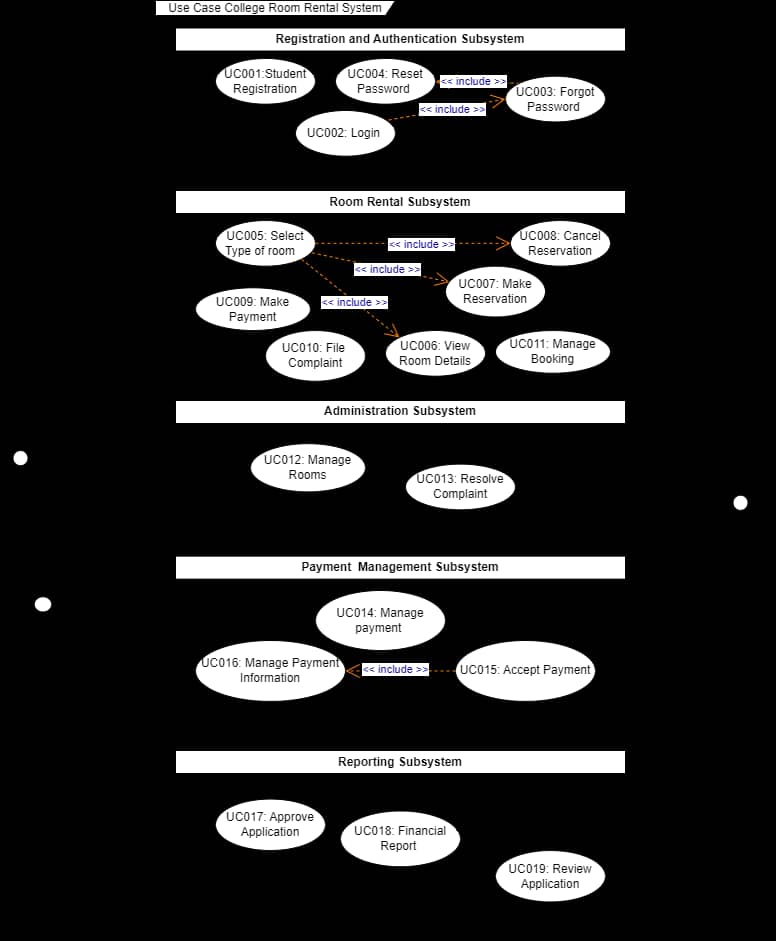 Use Case College Room Rental System
Registration and Authentication Subsystem
UC001:Student
Registration
UC004: Reset
Password
<< include >>
UC003: Forgot
Password
<< include >>
UC002: Login
Room Rental Subsystem
UC005: Select
Type of room
<< include >>
UC008: Cancel
Reservation
<< include >>
UC007: Make
Reservation
UC009: Make
Payment
<< include >>
UC010: File
Complaint
UC006: View
Room Details
UC011: Manage
Booking
Administration Subsystem
UC012: Manage
Rooms
UC013: Resolve
Complaint
Payment Management Subsystem
UC014: Manage
payment
UC016: Manage Payment
Information
<< include >>
UC015: Accept Payment
Reporting Subsystem
UC017: Approve
Application
UC018: Financial
Report
UC019: Review
Application